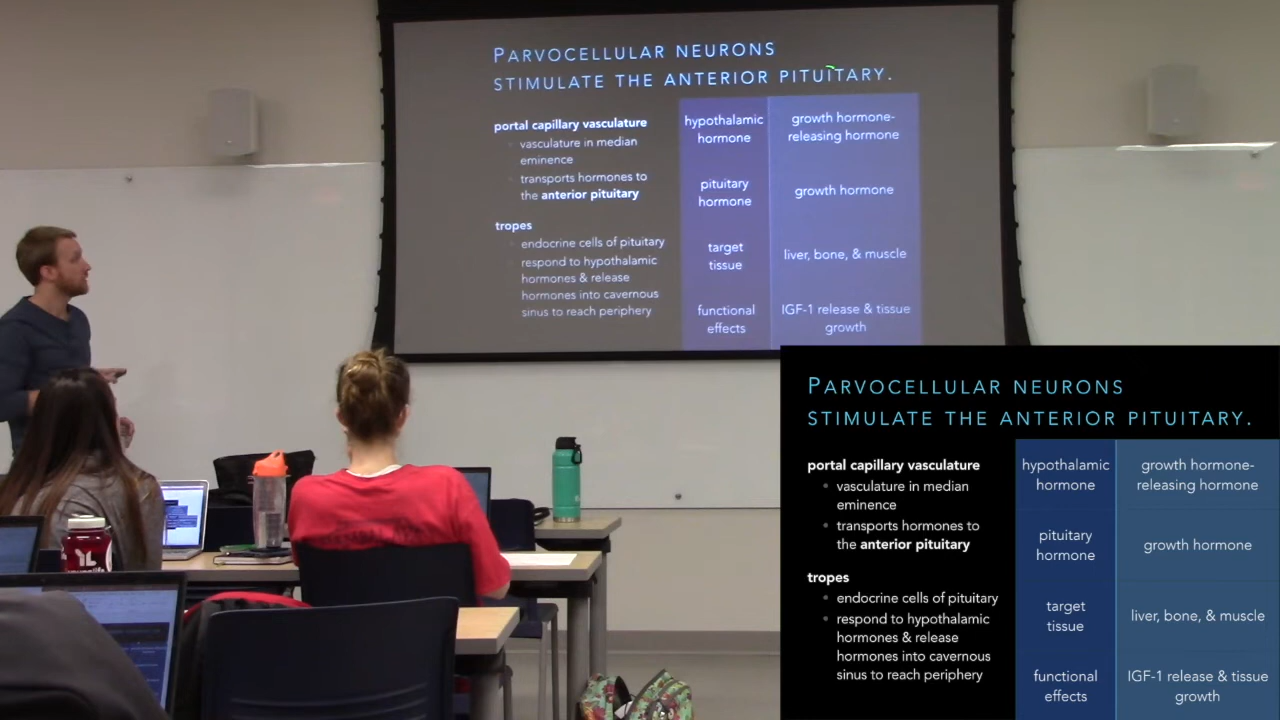 PARVOCELLULAR NEURONS
STIMULATE THE ANTERIOR PITUITARY.
portal capillary vasculature
vasculature in median
eminence
transports hormones to
the anterior pituitary
tropes
endocrine cells of pituitary
respond to hypothalamic
hormones & release
hormones into cavernous
sinus to reach periphery
hypothalamic
hormone
growth hormone-
releasing hormone
pituitary
hormone
growth hormone
target
tissue
liver, bone, & muscle
functional
effects
IGF-1 release & tissue
growth
PARVOCELLULAR NEURONS
STIMULATE THE ANTERIOR PITUITARY.
portal capillary vasculature
• vasculature in median
eminence
• transports hormones to
the anterior pituitary
tropes
• endocrine cells of pituitary
• respond to hypothalamic
hormones & release
hormones into cavernous
sinus to reach periphery
hypothalamic
hormone
growth hormone-
releasing hormone
pituitary
hormone
growth hormone
target
tissue
liver, bone, & muscle
functional
effects
IGF-1 release & tissue
growth